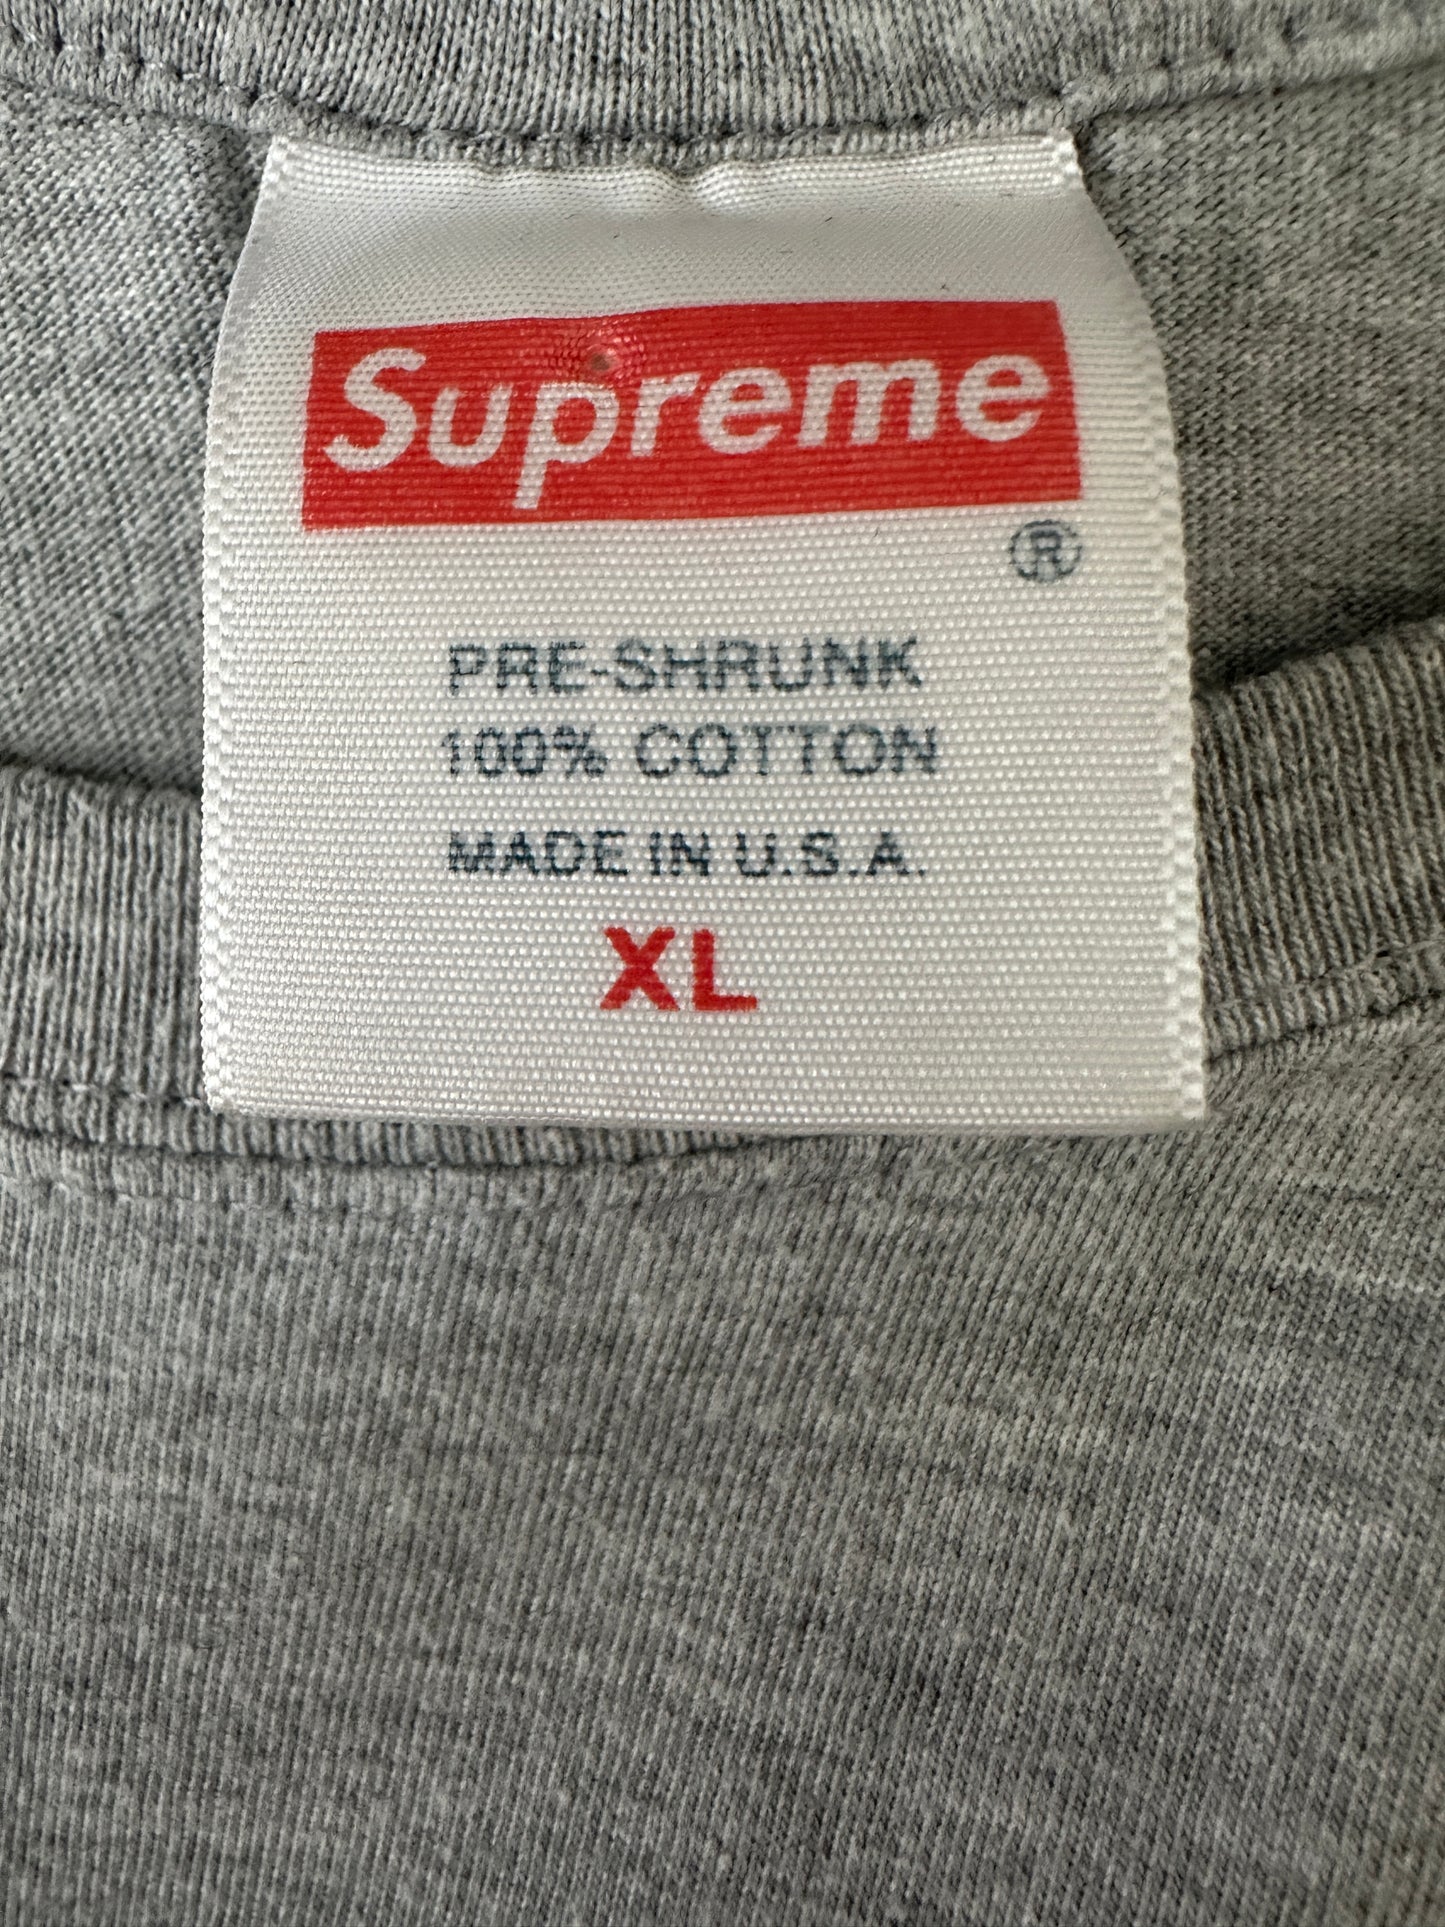 Supreme
®
PRE-SHRUNK
100% COTTON
MADE IN U.S.A.
XL